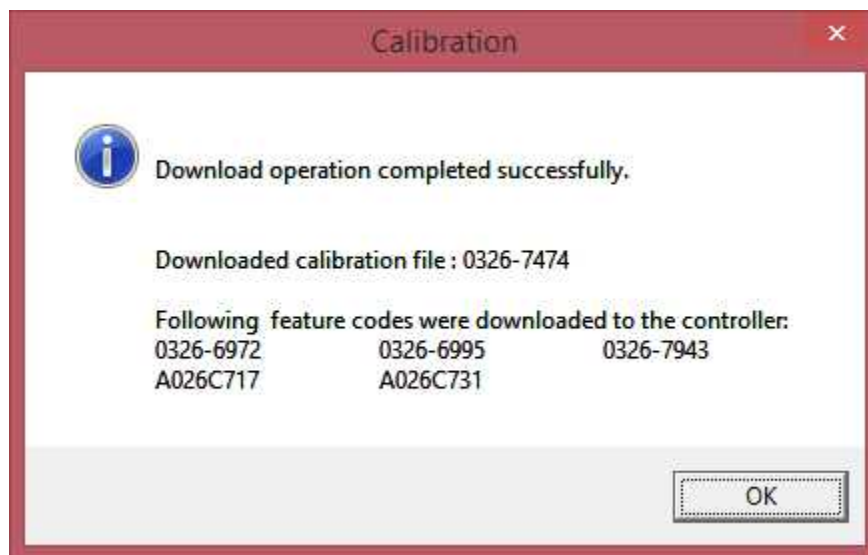 Calibration
Download operation completed successfully.
Downloaded calibration file : 0326-7474
Following feature codes were downloaded to the controller:
0326-6972 0326-6995 0326-7943
A026C717 A026C731
OK